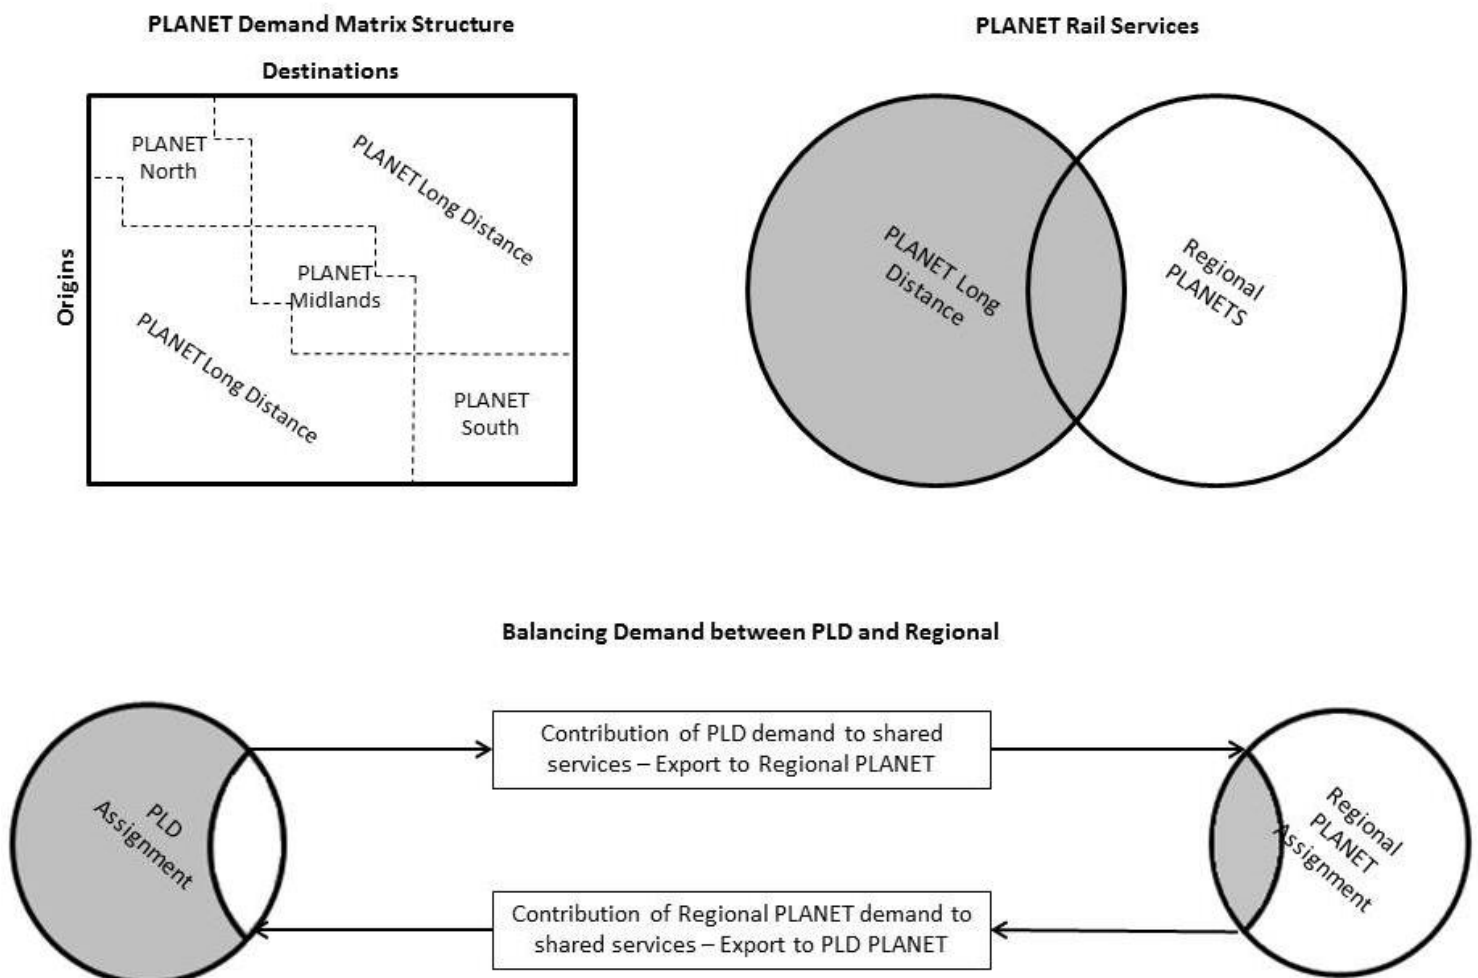 PLANET Demand Matrix Structure
Destinations
Origins
PLANET
North
PLANET Long Distance
PLANET
Midlands
PLANET Long Distance
PLANET
South
PLANET Rail Services
PLANET Long
Distance
Regional
PLANETS
Balancing Demand between PLD and Regional
PLD
Assignment
Contribution of PLD demand to shared
services – Export to Regional PLANET
Regional
PLANET
Assignment
Contribution of Regional PLANET demand to
shared services – Export to PLD PLANET